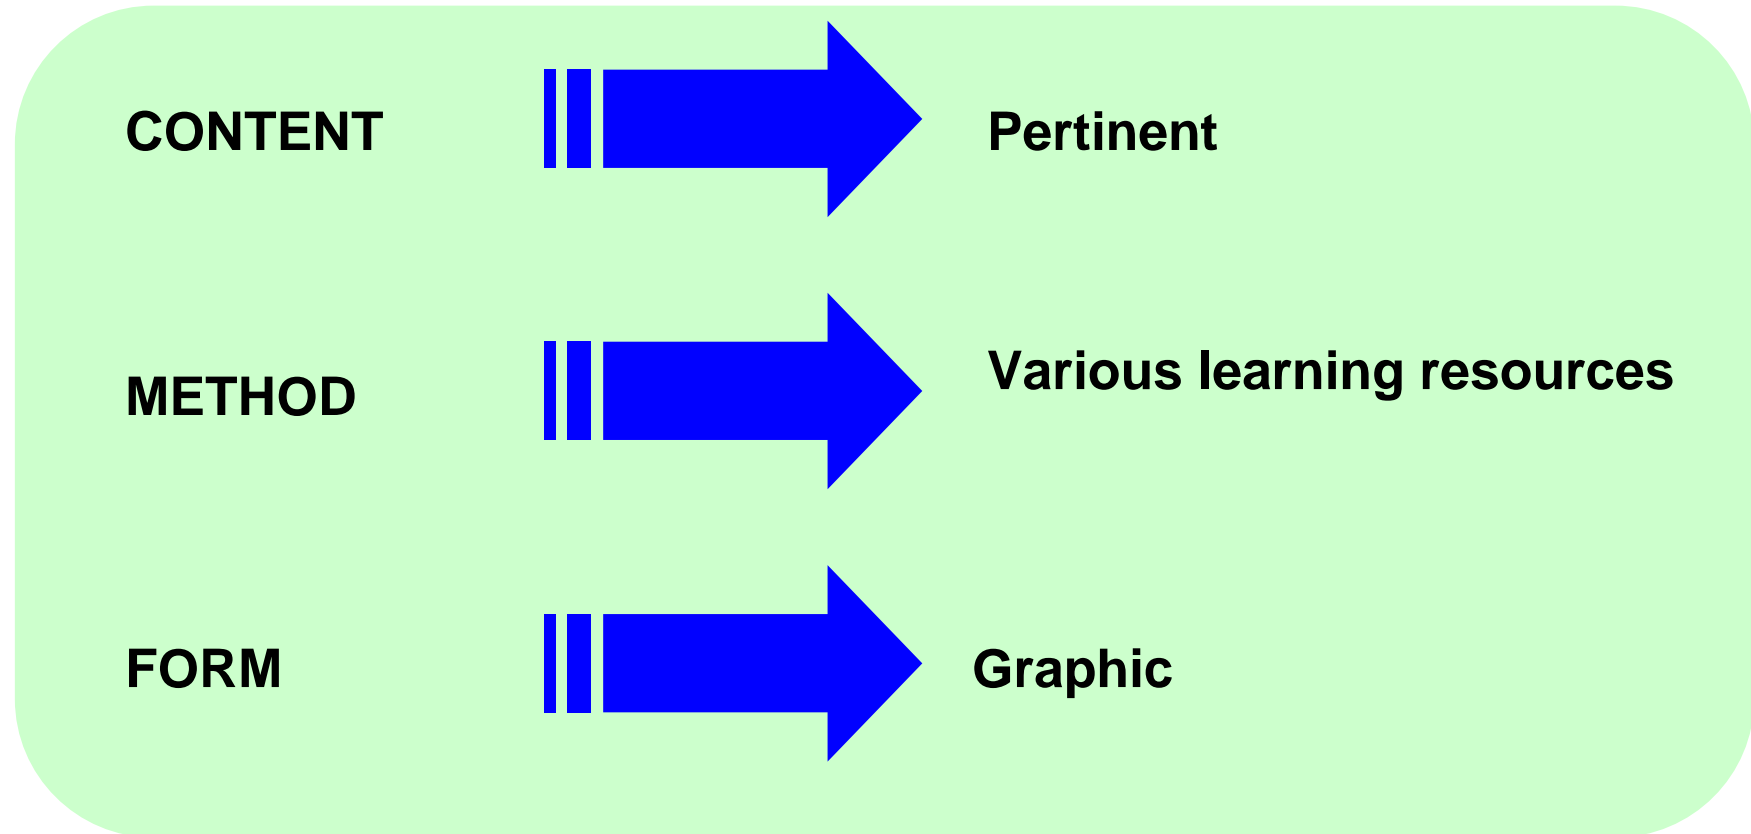 CONTENT
Pertinent
METHOD
Various learning resources
FORM
Graphic